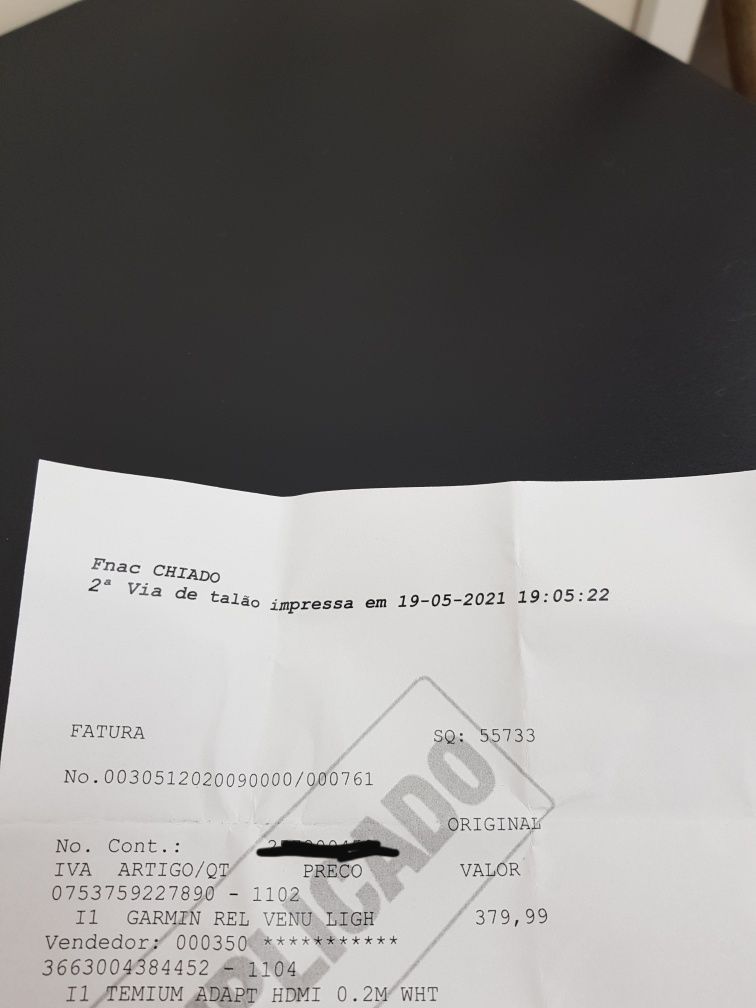 Fnac CHIADO
2ª Via de talão impressa em 19-05-2021 19:05:22
FATURA
SQ: 55733
No.0030512020090000/000761
ORIGINAL
No. Cont.:
IVA ARTIGO/QT PRECO VALOR
0753759227890 - 1102
I1 GARMIN REL VENU LIGH 379,99
Vendedor: 000350 ***********
3663004384452 - 1104
I1 TEMIUM ADAPT HDMI 0.2M WHT